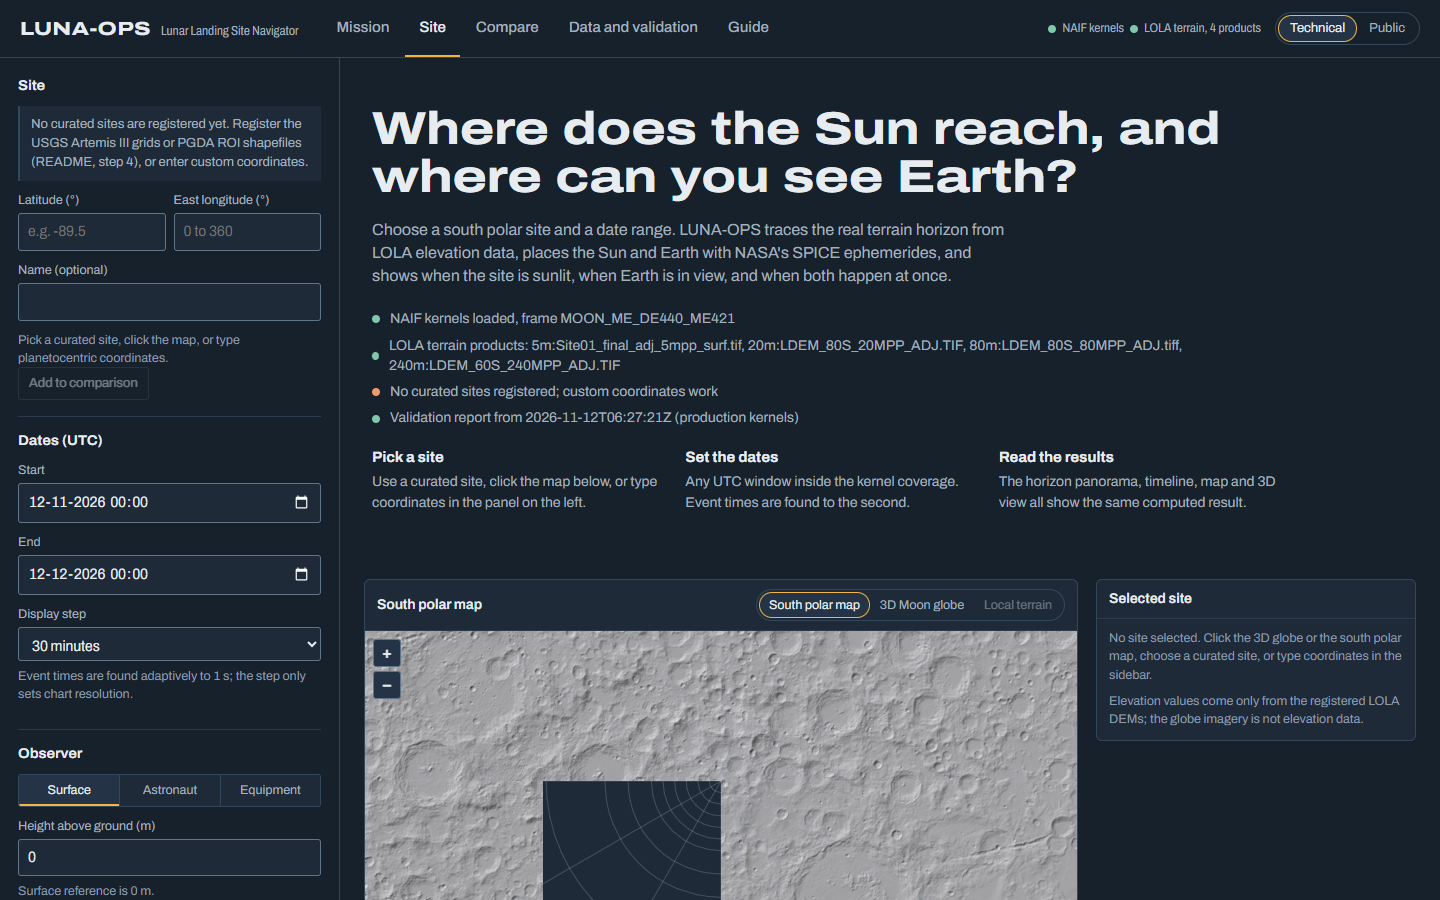 LUNA-OPS Lunar Landing Site Navigator Mission Site Compare Data and validation Guide NAIF kernels LOLA terrain, 4 products Technical Public
Site
No curated sites are registered yet. Register the
USGS Artemis III grids or PGDA ROI shapefiles
(README, step 4), or enter custom coordinates.
Latitude (°) East longitude (°)
e.g. -89.5 0 to 360
Name (optional)
Pick a curated site, click the map, or type
planetocentric coordinates.
Add to comparison
Dates (UTC)
Start
12-11-2026 00:00
End
12-12-2026 00:00
Display step
30 minutes
Event times are found adaptively to 1 s; the step only
sets chart resolution.
Observer
Surface Astronaut Equipment
Height above ground (m)
0
Surface reference is 0 m.
Where does the Sun reach, and
where can you see Earth?
Choose a south polar site and a date range. LUNA-OPS traces the real terrain horizon from
LOLA elevation data, places the Sun and Earth with NASA's SPICE ephemerides, and
shows when the site is sunlit, when Earth is in view, and when both happen at once.
NAIF kernels loaded, frame MOON_ME_DE440_ME421
LOLA terrain products: 5m:Site01_final_adj_5mpp_surf.tif, 20m:LDEM_80S_20MPP_ADJ.TIF, 80m:LDEM_80S_80MPP_ADJ.tiff,
240m:LDEM_60S_240MPP_ADJ.TIF
No curated sites registered; custom coordinates work
Validation report from 2026-11-12T06:27:21Z (production kernels)
Pick a site
Use a curated site, click the map below, or type
coordinates in the panel on the left.
Set the dates
Any UTC window inside the kernel coverage.
Event times are found to the second.
Read the results
The horizon panorama, timeline, map and 3D
view all show the same computed result.
South polar map South polar map 3D Moon globe Local terrain
+
−
Selected site
No site selected. Click the 3D globe or the south polar
map, choose a curated site, or type coordinates in the
sidebar.
Elevation values come only from the registered LOLA
DEMs; the globe imagery is not elevation data.